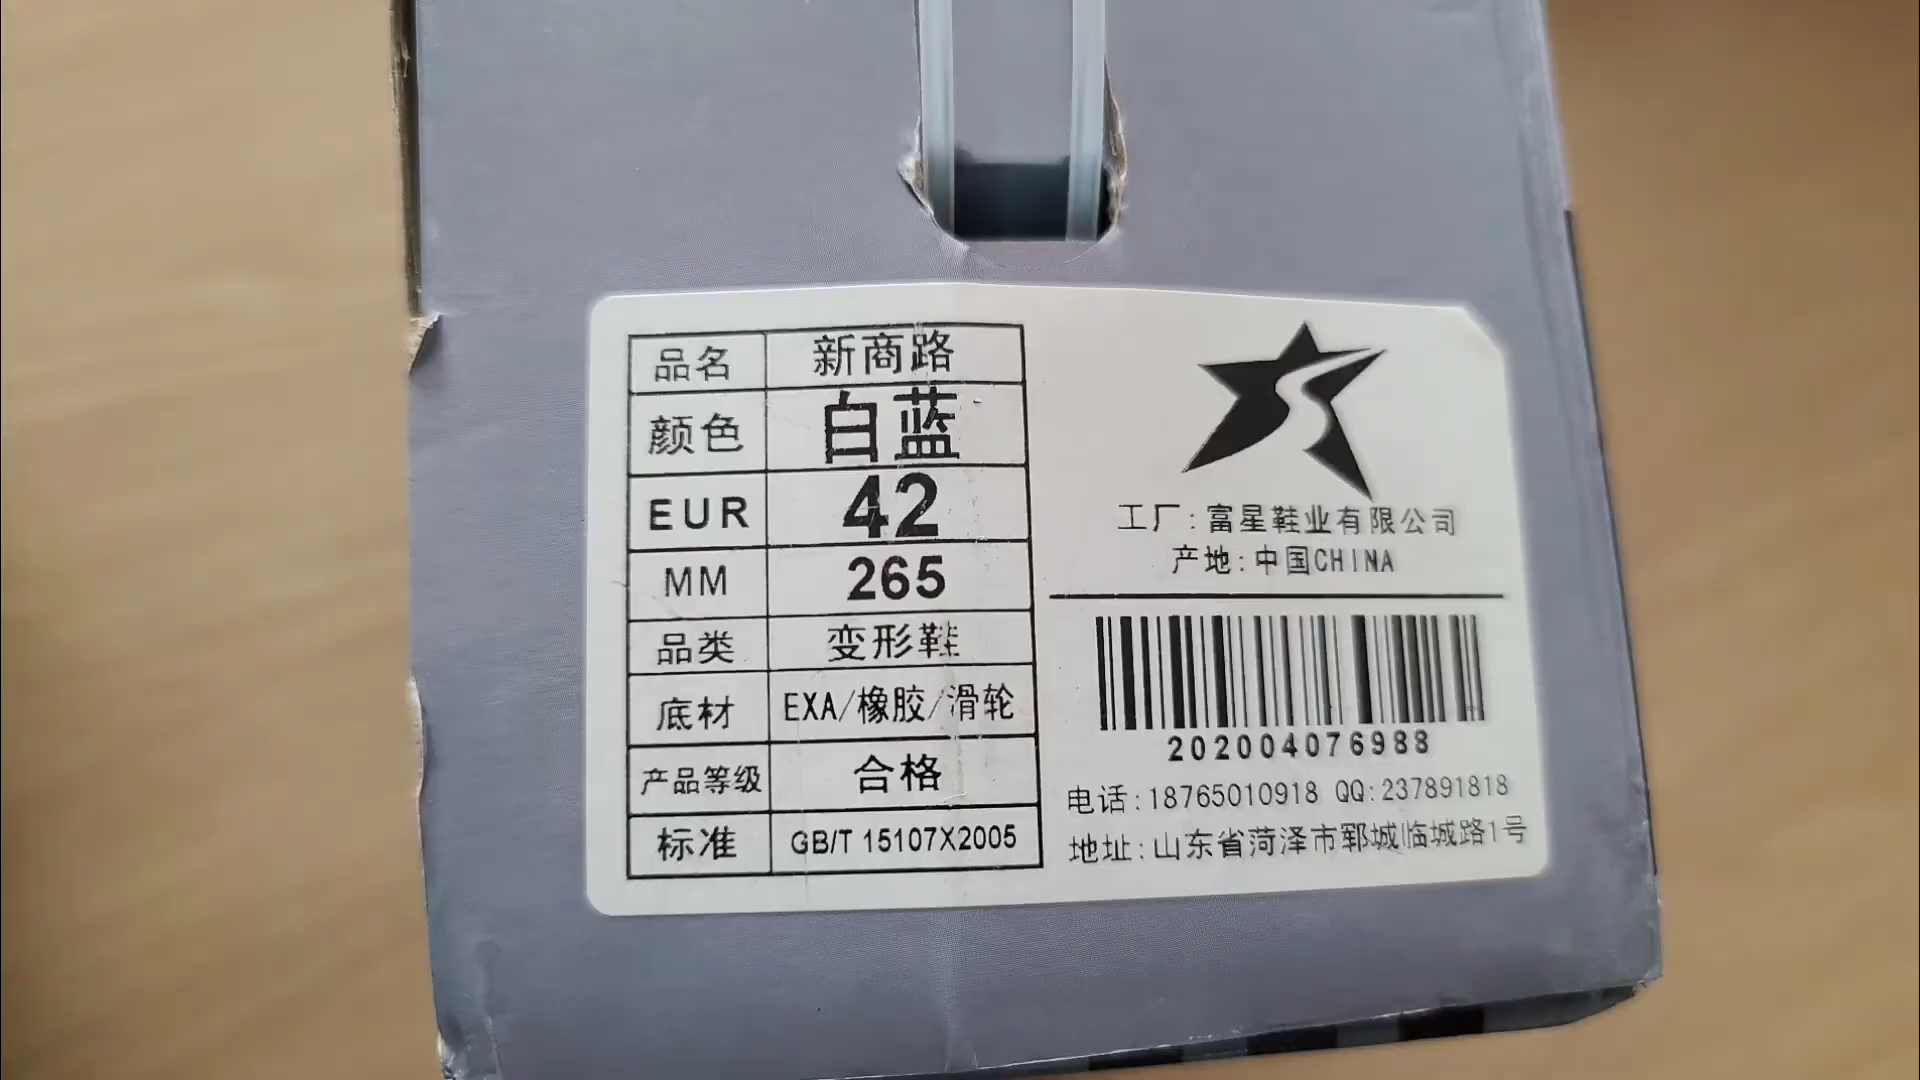 品名 新商路
颜色 白蓝
EUR 42
MM 265
品类 变形鞋
底材 EXA/橡胶/滑轮
产品等级 合格
标准 GB/T 15107X2005
工厂:富星鞋业有限公司
产地:中国CHINA
202004076988
电话:18765010918 QQ:237891818
地址:山东省菏泽市郓城临城路1号